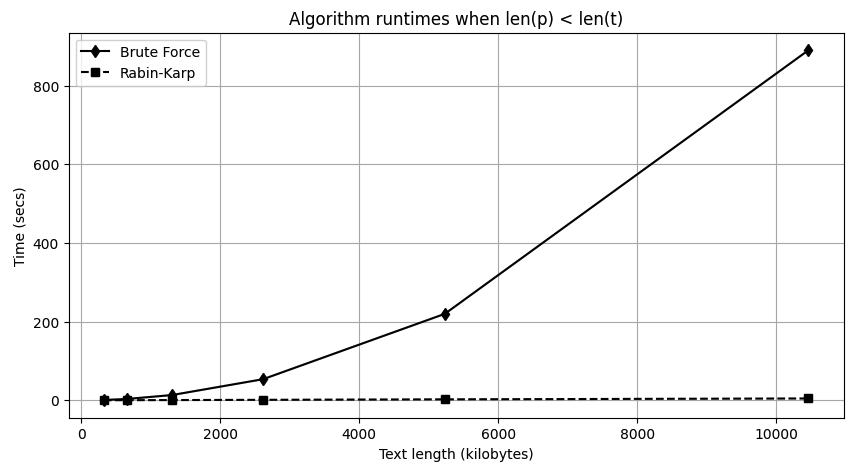 Algorithm runtimes when len(p) < len(t)
Brute Force
Rabin-Karp
Time (secs)
800
600
400
200
0
0 2000 4000 6000 8000 10000
Text length (kilobytes)